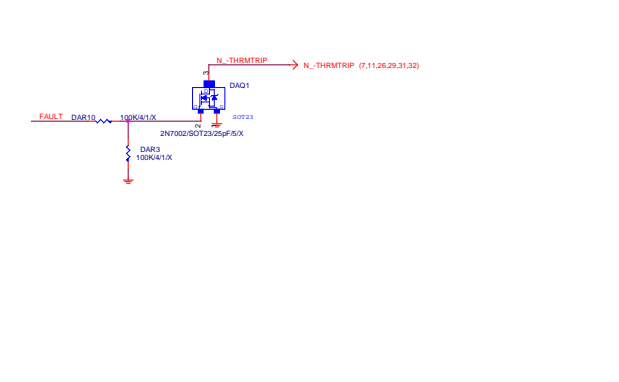 N_-THRMTRIP
N_-THRMTRIP (7,11,26,29,31,32)
3
DAQ1
SOT23
FAULT
DAR10
100K/4/1/X
2
1
2N7002/SOT23/25pF/5/X
DAR3
100K/4/1/X